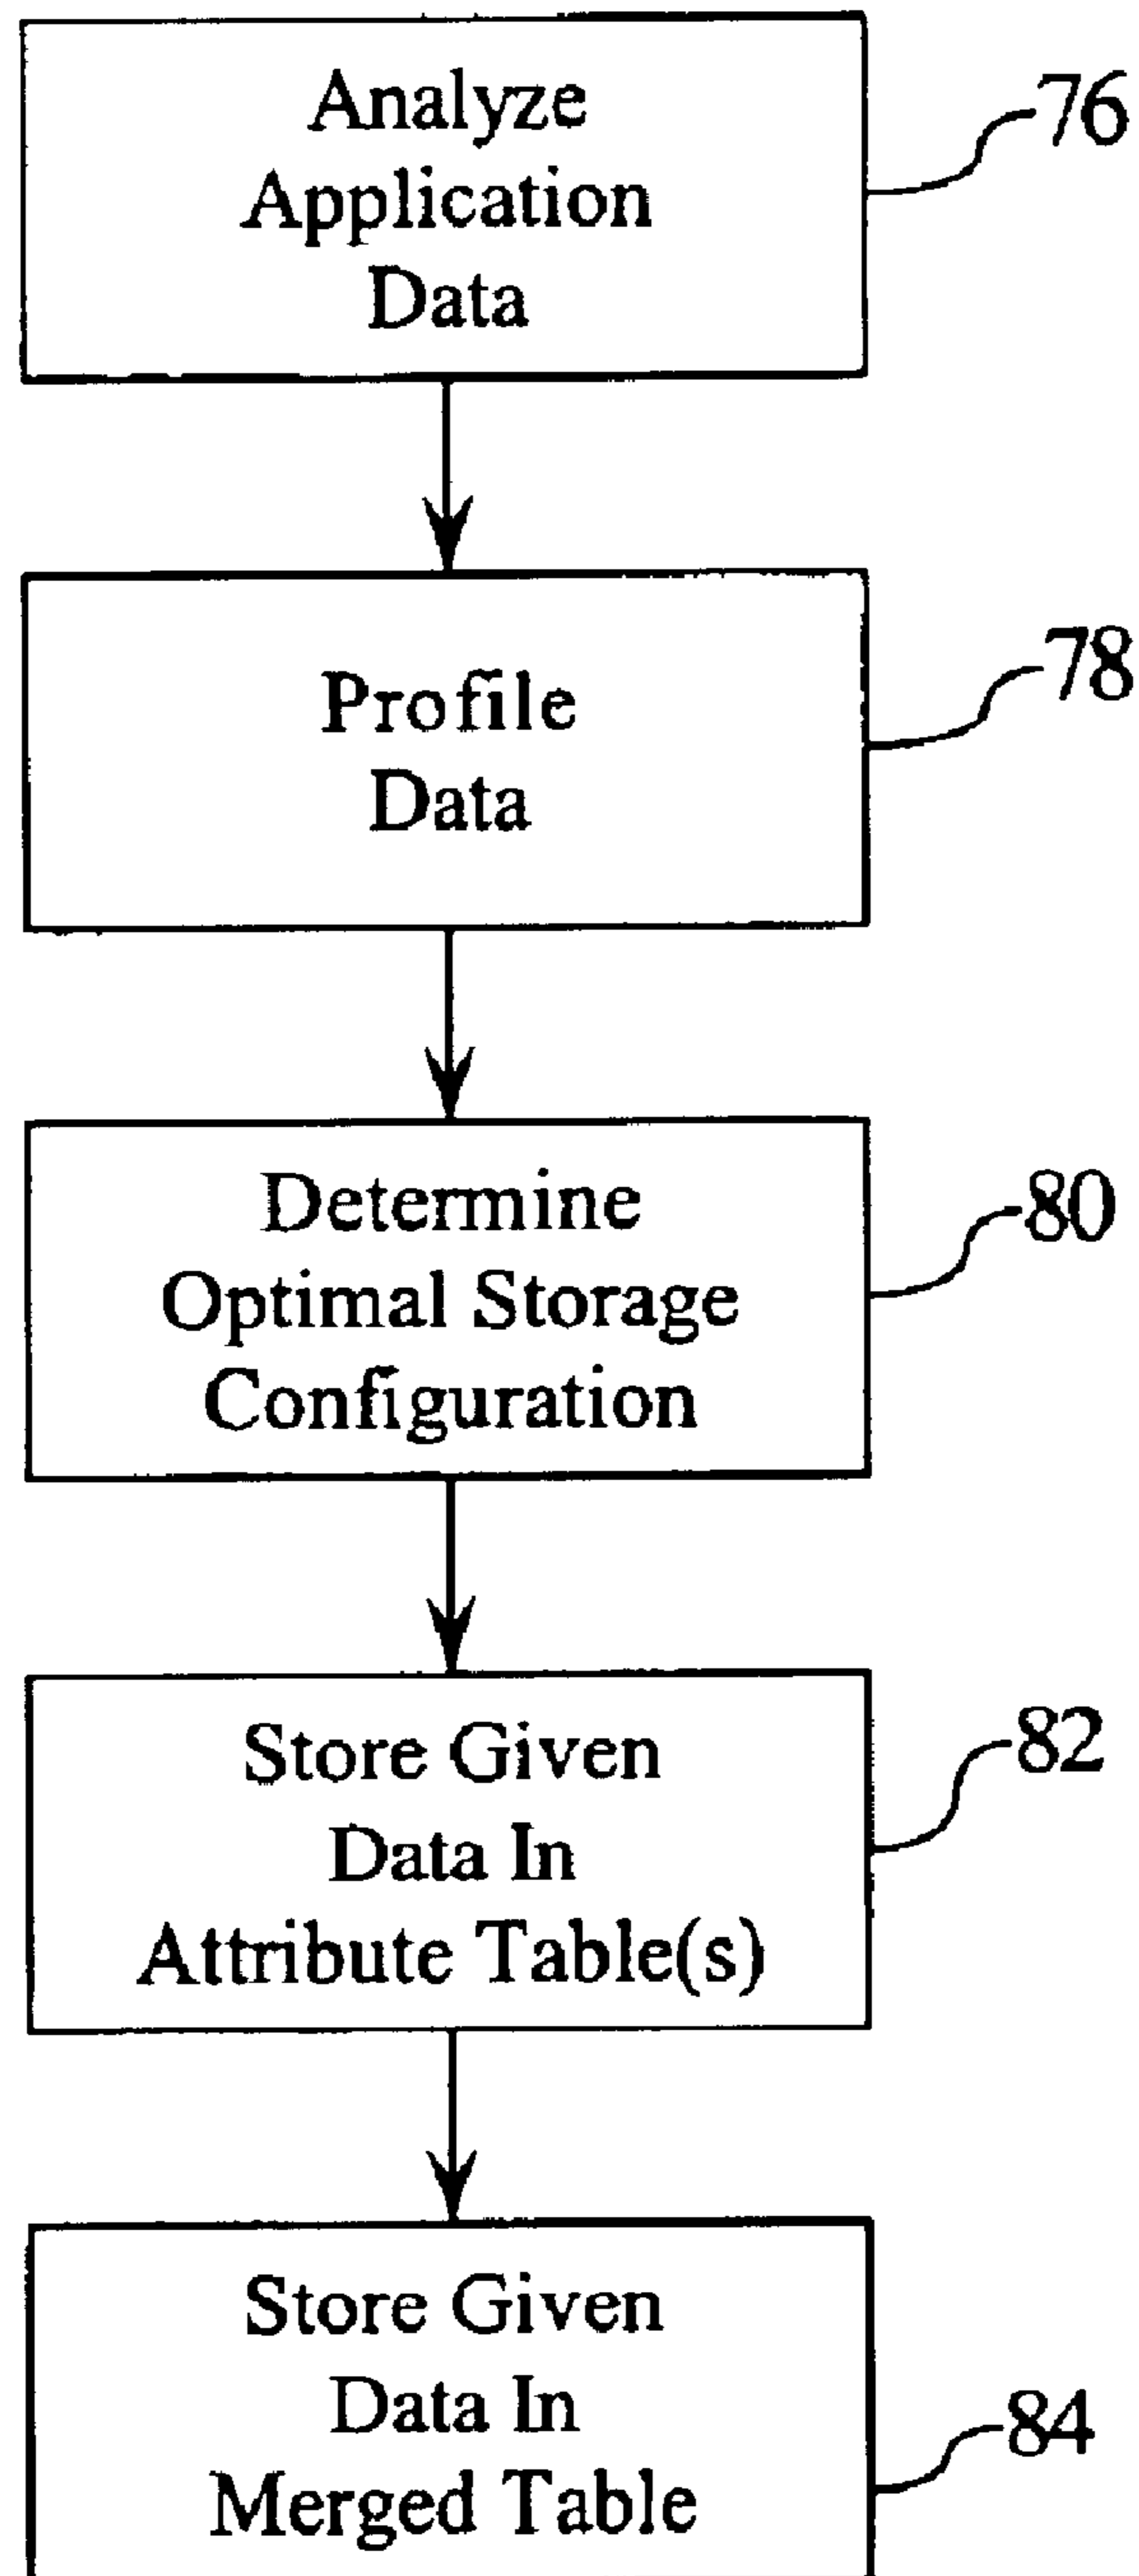 Analyze
Application
Data
76
Profile
Data
78
Determine
Optimal Storage
Configuration
80
Store Given
Data In
Attribute Table(s)
82
Store Given
Data In
Merged Table
84